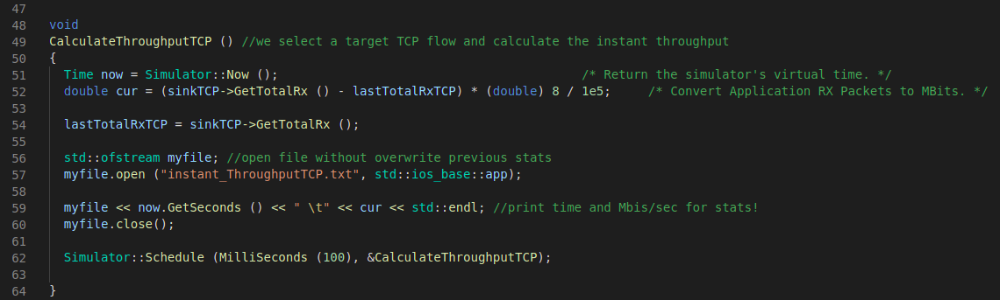 47
48 void
49 CalculateThroughputTCP () //we select a target TCP flow and calculate the instant throughput
50 {
51 Time now = Simulator::Now (); /* Return the simulator's virtual time. */
52 double cur = (sinkTCP->GetTotalRx () - lastTotalRxTCP) * (double) 8 / 1e5; /* Convert Application RX Packets to MBits. */
53
54 lastTotalRxTCP = sinkTCP->GetTotalRx ();
55
56 std::ofstream myfile; //open file without overwrite previous stats
57 myfile.open ("instant_ThroughputTCP.txt", std::ios_base::app);
58
59 myfile << now.GetSeconds () << " \t" << cur << std::endl; //print time and Mbis/sec for stats!
60 myfile.close();
61
62 Simulator::Schedule (MilliSeconds (100), &CalculateThroughputTCP);
63
64 }